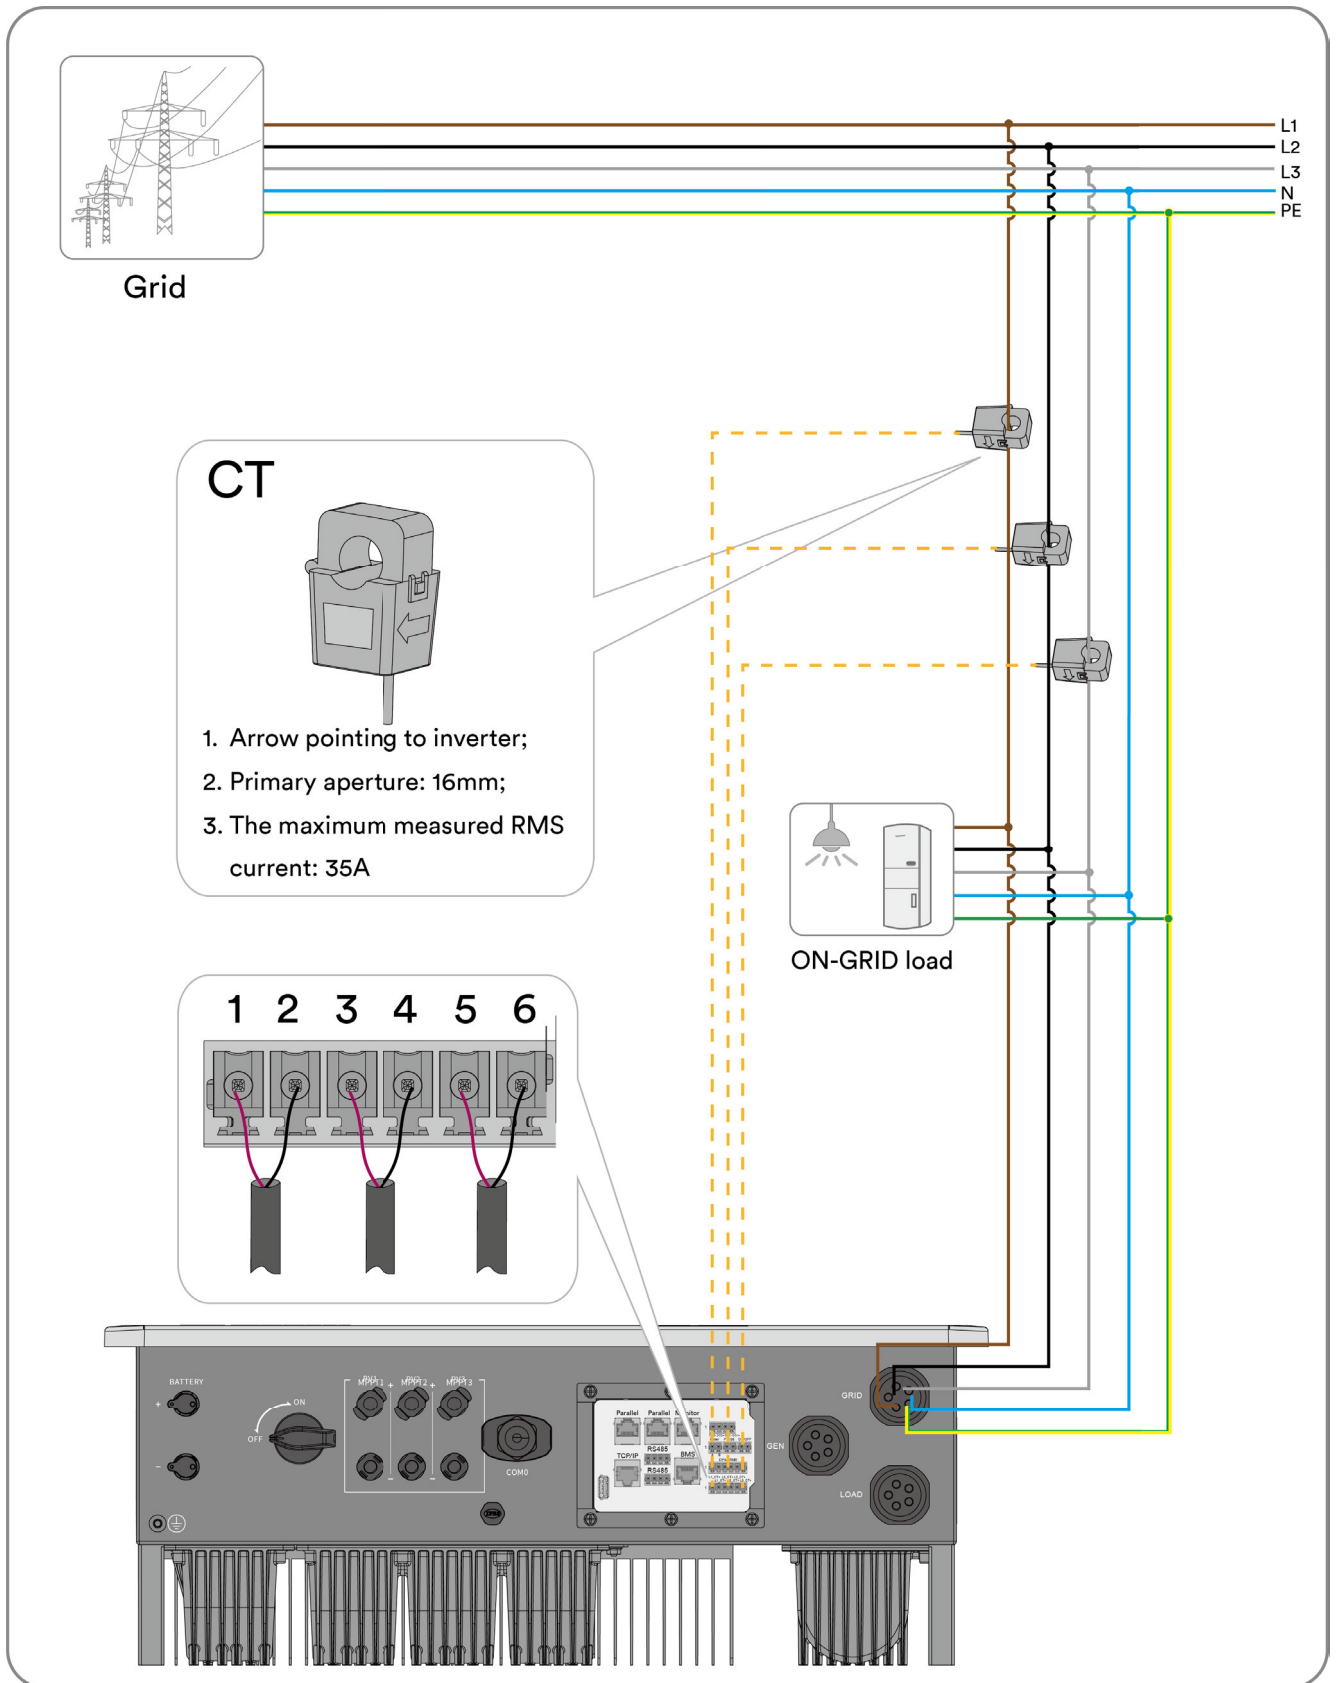 L1
L2
L3
N
PE
Grid
CT
1. Arrow pointing to inverter;
2. Primary aperture: 16mm;
3. The maximum measured RMS
current: 35A
ON-GRID load
1 2 3 4 5 6
BATTERY
+
−
ON
OFF
MPPT1 + MPPT2 + MPPT3
− −
COM0
Parallel Parallel Monitor
RS485
TCP/IP BMS
RS485
GRID
GEN
LOAD